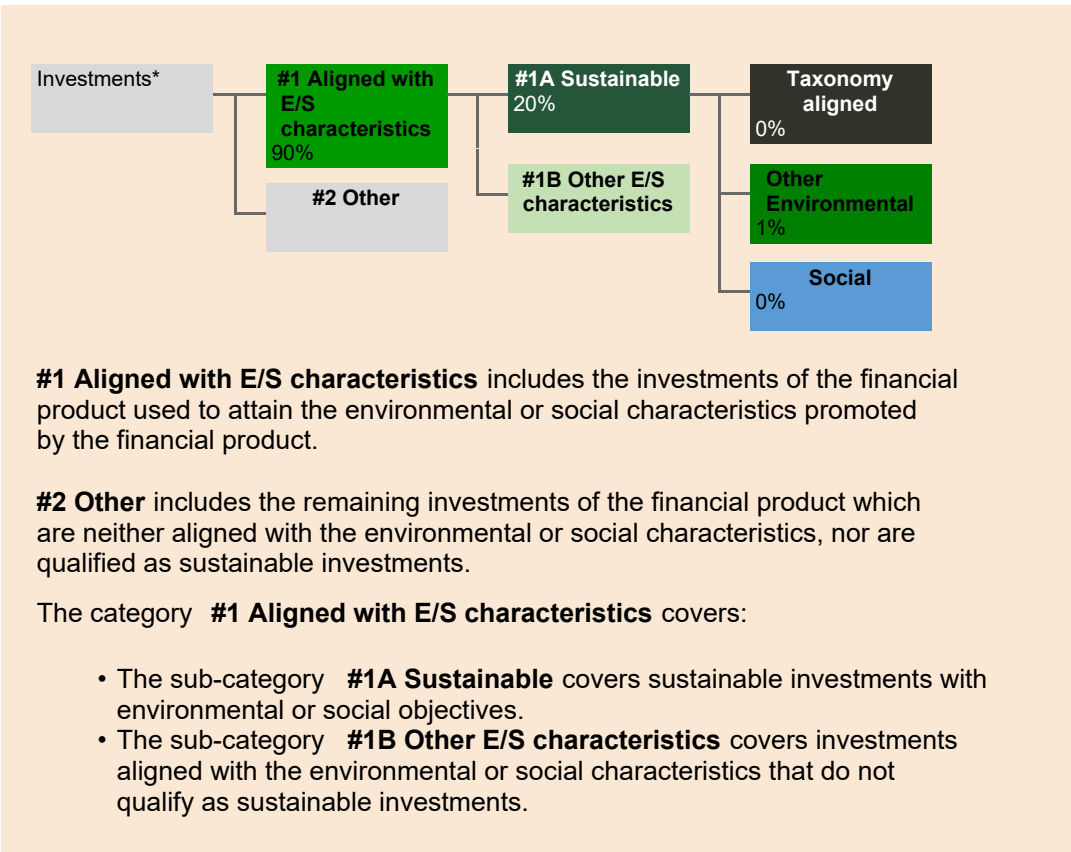 Investments*
#1 Aligned with
E/S
characteristics
90%
#2 Other
#1A Sustainable
20%
#1B Other E/S
characteristics
Taxonomy
aligned
0%
Other
Environmental
1%
Social
0%
#1 Aligned with E/S characteristics includes the investments of the financial
product used to attain the environmental or social characteristics promoted
by the financial product.
#2 Other includes the remaining investments of the financial product which
are neither aligned with the environmental or social characteristics, nor are
qualified as sustainable investments.
The category #1 Aligned with E/S characteristics covers:
• The sub-category #1A Sustainable covers sustainable investments with
environmental or social objectives.
• The sub-category #1B Other E/S characteristics covers investments
aligned with the environmental or social characteristics that do not
qualify as sustainable investments.